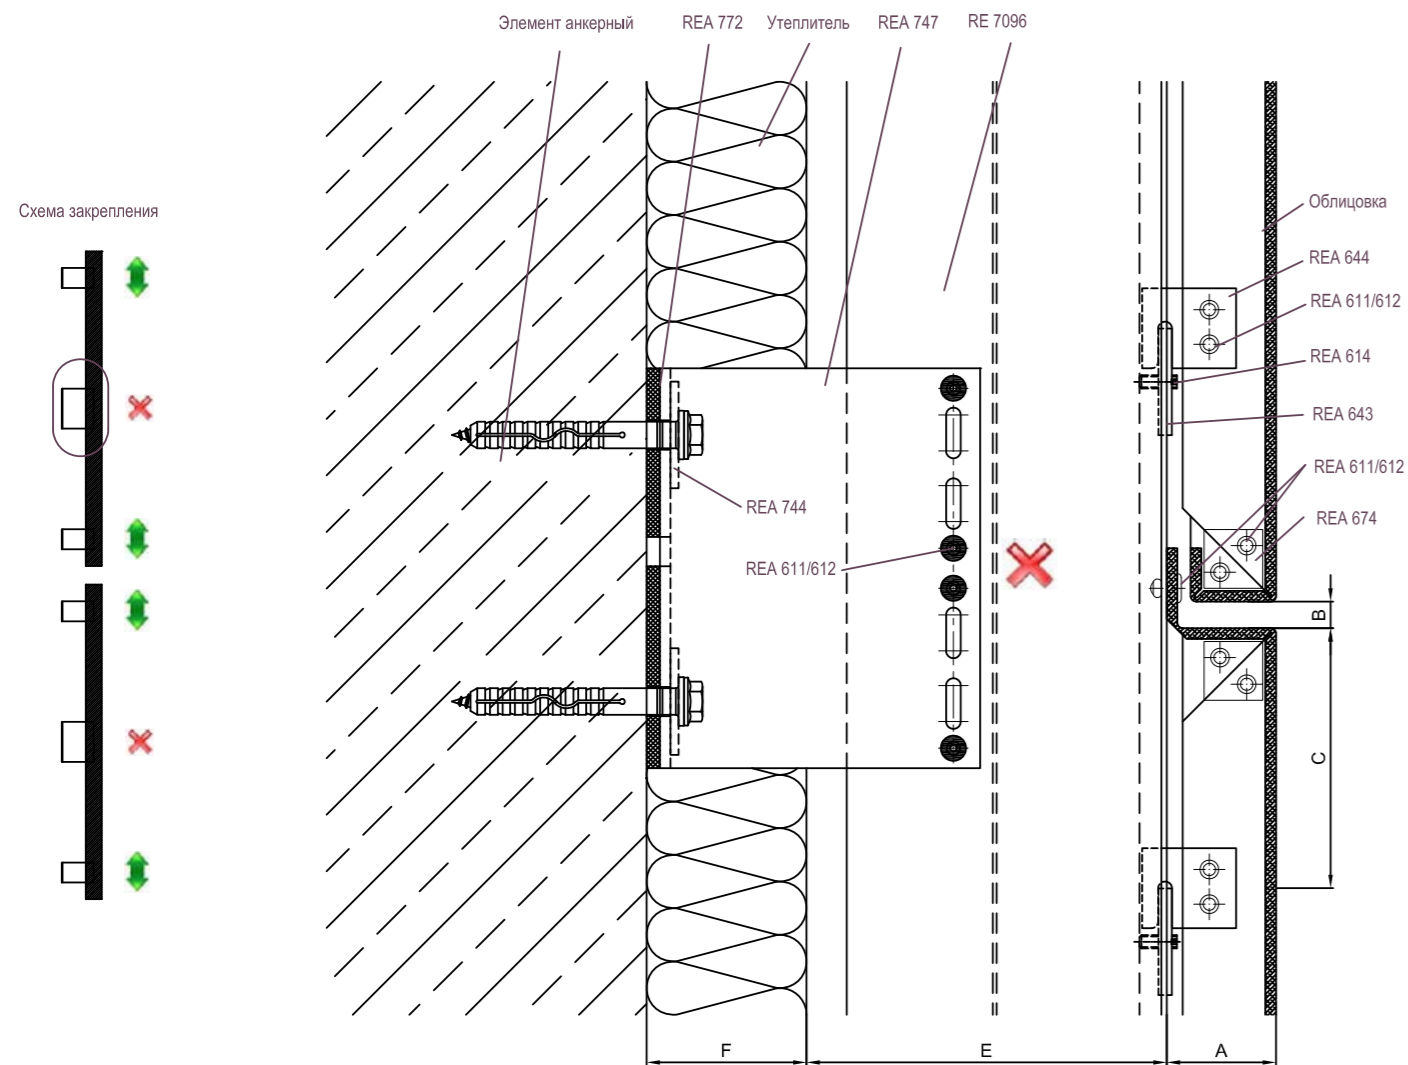 Элемент анкерный
REA 772
Утеплитель
REA 747
RE 7096
Схема закрепления
Облицовка
REA 644
REA 611/612
REA 614
REA 643
REA 611/612
REA 674
REA 744
REA 611/612
B
C
F
E
A